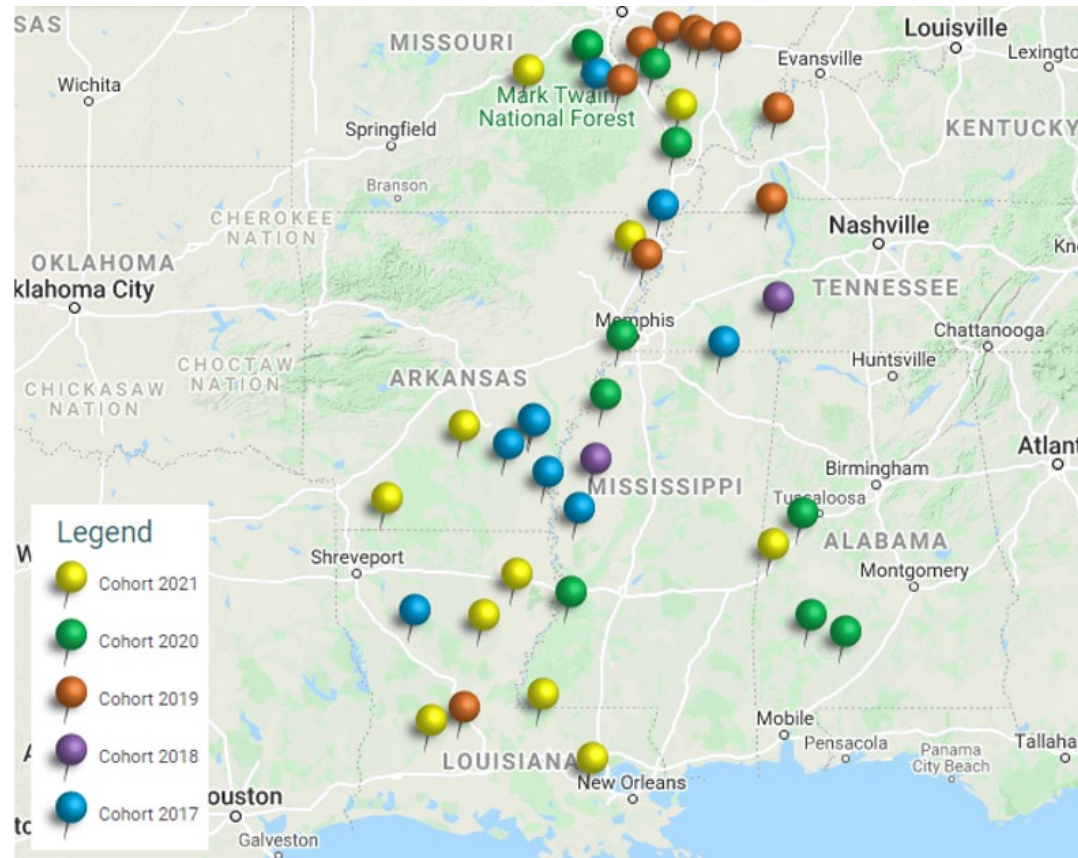 SAS
MISSOURI
Louisville
Lexingto
Evansville
Wichita
Mark Twain
National Forest
Springfield
KENTUCKY
Branson
CHEROKEE
NATION
Nashville
Kno
OKLAHOMA
klahoma City
TENNESSEE
Memphis
Chattanooga
Huntsville
CHOCTAW
NATION
ARKANSAS
CHICKASAW
NATION
Atlant
Birmingham
MISSISSIPPI
Tuscaloosa
ALABAMA
Montgomery
Legend
W
Shreveport
Cohort 2021
Cohort 2020
Cohort 2019
Cohort 2018
Cohort 2017
Mobile
Pensacola
Tallaha
Panama
City Beach
LOUISIANA
New Orleans
A
ouston
to
Galveston